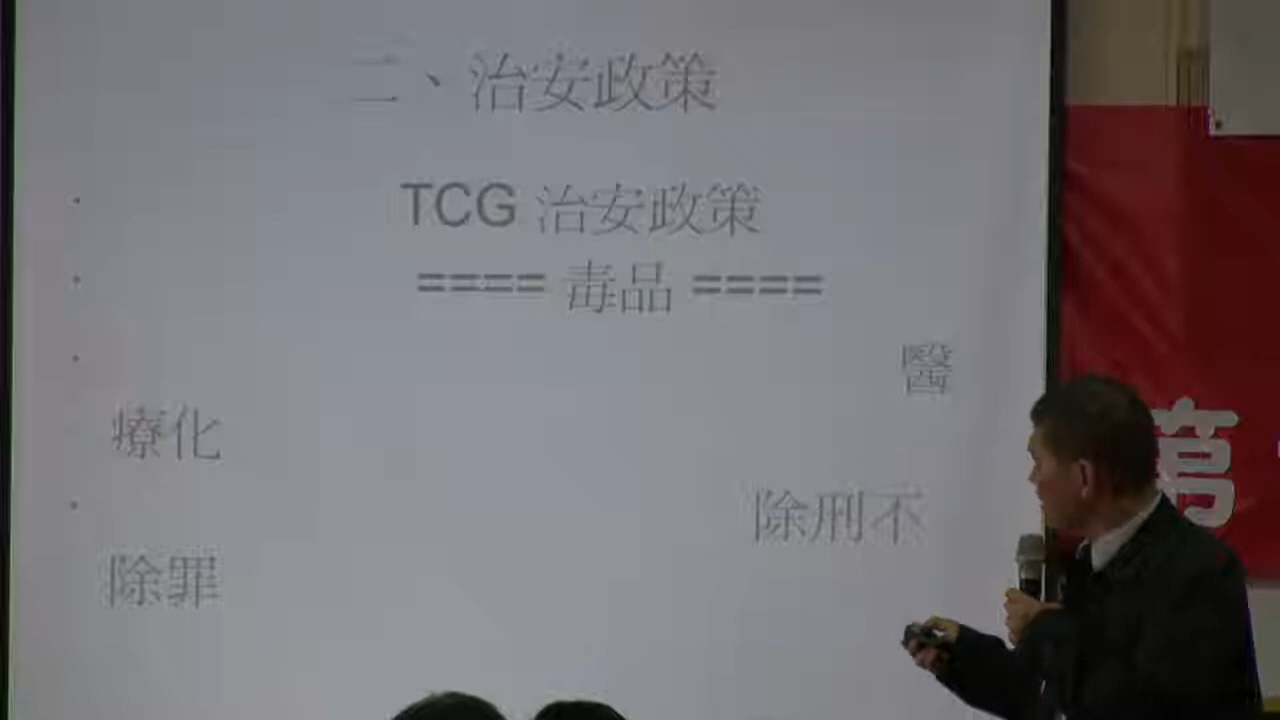 二、治安政策
• TCG 治安政策
• ==== 毒品 ====
• 醫
療化
• 除刑不
除罪